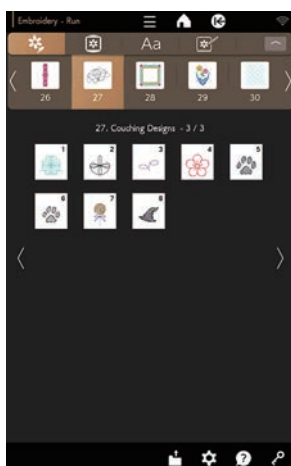 Embroidery - Run
Aa
26 27 28 29 30
27. Couching Designs - 3 / 3
1 2 3 4 5
6 7 8
?